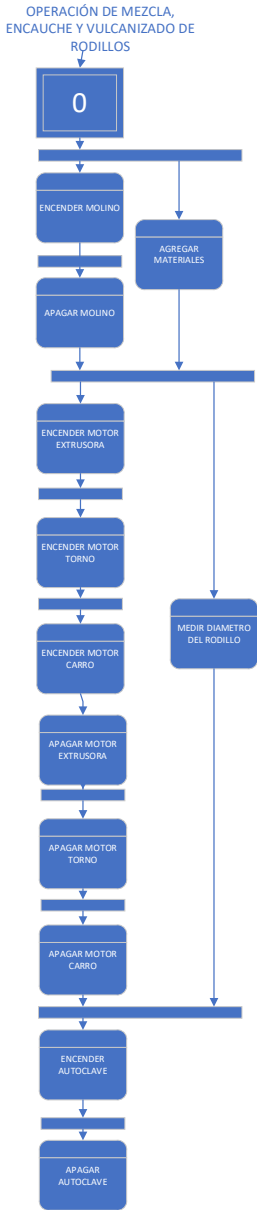 OPERACIÓN DE MEZCLA,
ENCAUCHE Y VULCANIZADO DE
RODILLOS
0
ENCENDER MOLINO
AGREGAR
MATERIALES
APAGAR MOLINO
ENCENDER MOTOR
EXTRUSORA
ENCENDER MOTOR
TORNO
MEDIR DIAMETRO
DEL RODILLO
ENCENDER MOTOR
CARRO
APAGAR MOTOR
EXTRUSORA
APAGAR MOTOR
TORNO
APAGAR MOTOR
CARRO
ENCENDER
AUTOCLAVE
APAGAR
AUTOCLAVE